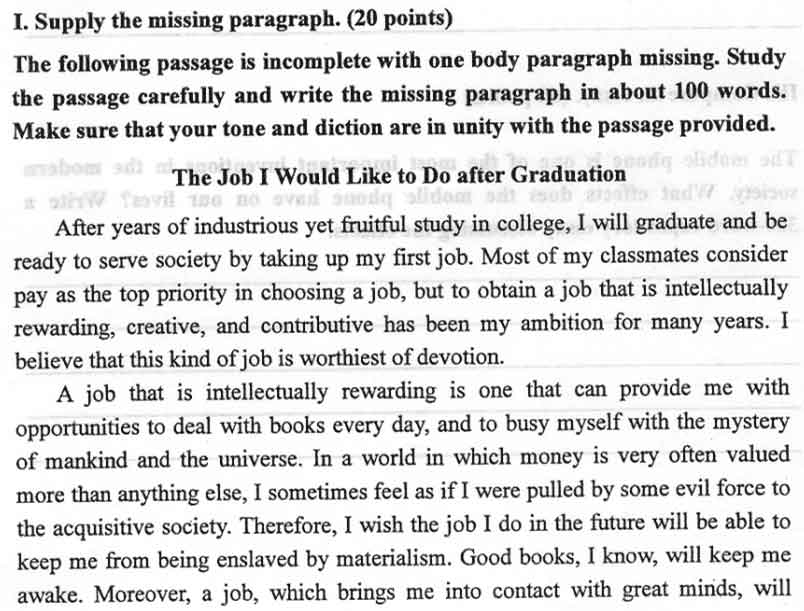 I. Supply the missing paragraph. (20 points)
The following passage is incomplete with one body paragraph missing. Study
the passage carefully and write the missing paragraph in about 100 words.
Make sure that your tone and diction are in unity with the passage provided.
The Job I Would Like to Do after Graduation
After years of industrious yet fruitful study in college, I will graduate and be
ready to serve society by taking up my first job. Most of my classmates consider
pay as the top priority in choosing a job, but to obtain a job that is intellectually
rewarding, creative, and contributive has been my ambition for many years. I
believe that this kind of job is worthiest of devotion.
A job that is intellectually rewarding is one that can provide me with
opportunities to deal with books every day, and to busy myself with the mystery
of mankind and the universe. In a world in which money is very often valued
more than anything else, I sometimes feel as if I were pulled by some evil force to
the acquisitive society. Therefore, I wish the job I do in the future will be able to
keep me from being enslaved by materialism. Good books, I know, will keep me
awake. Moreover, a job, which brings me into contact with great minds, will